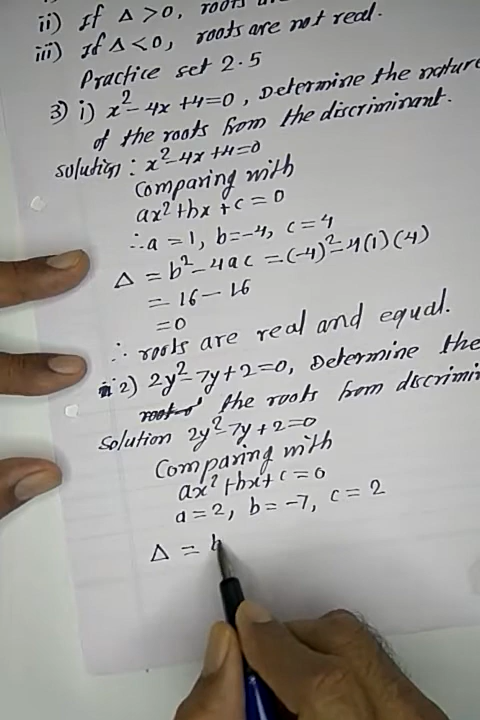 ii) If Δ >0, roots
iii) If Δ <0, roots are not real.
Practice set 2.5
3) i) x²-4x+4=0, Determine the nature
of the roots from the discriminant.
Solution : x²-4x+4=0
Comparing with
ax²+bx+c=0
∴a=1, b=-4, c=4
Δ = b²-4ac =(-4)²-4(1)(4)
= 16-16
=0
∴ roots are real and equal.
2) 2y²-7y+2=0, Determine the
the roots from discrimi
Solution 2y²-7y+2=0
Comparing with
ax²+bx+c=0
a=2, b=-7, c=2
Δ = b